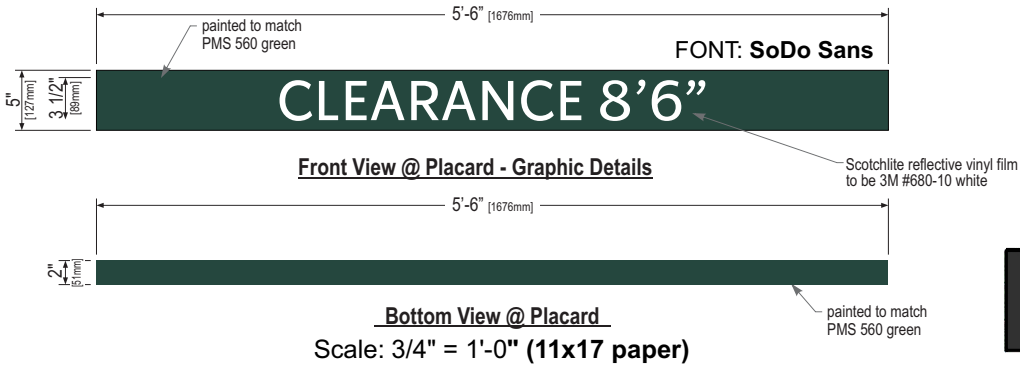 5’-6” [1676mm]
painted to match
PMS 560 green
FONT: SoDo Sans
5"
[127mm]
3 1/2"
[89mm]
CLEARANCE 8’6”
Front View @ Placard - Graphic Details
Scotchlite reflective vinyl film
to be 3M #680-10 white
5’-6” [1676mm]
2"
[51mm]
Bottom View @ Placard
painted to match
PMS 560 green
Scale: 3/4" = 1'-0" (11x17 paper)